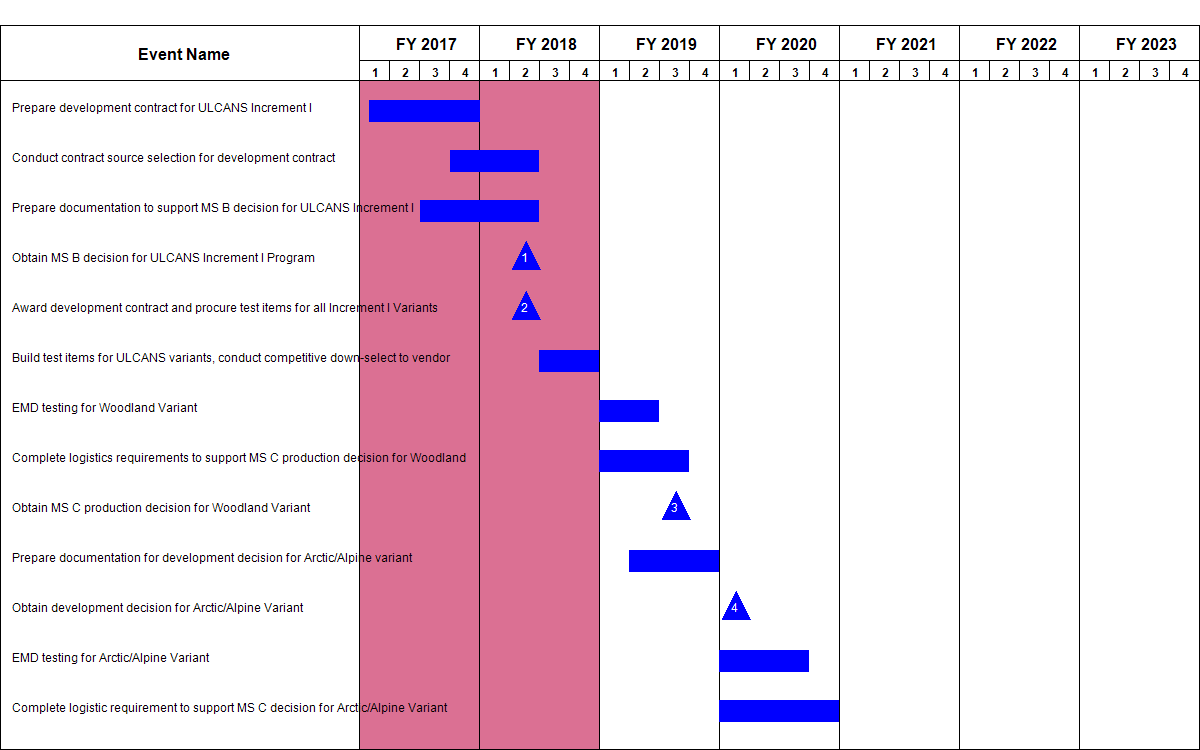 Event Name
FY 2017 FY 2018 FY 2019 FY 2020 FY 2021 FY 2022 FY 2023
1 2 3 4 1 2 3 4 1 2 3 4 1 2 3 4 1 2 3 4 1 2 3 4 1 2 3 4
Prepare development contract for ULCANS Increment I
Conduct contract source selection for development contract
Prepare documentation to support MS B decision for ULCANS Increment I
Obtain MS B decision for ULCANS Increment I Program
1
Award development contract and procure test items for all Increment I Variants
2
Build test items for ULCANS variants, conduct competitive down-select to vendor
EMD testing for Woodland Variant
Complete logistics requirements to support MS C production decision for Woodland
Obtain MS C production decision for Woodland Variant
3
Prepare documentation for development decision for Arctic/Alpine variant
Obtain development decision for Arctic/Alpine Variant
4
EMD testing for Arctic/Alpine Variant
Complete logistic requirement to support MS C decision for Arctic/Alpine Variant